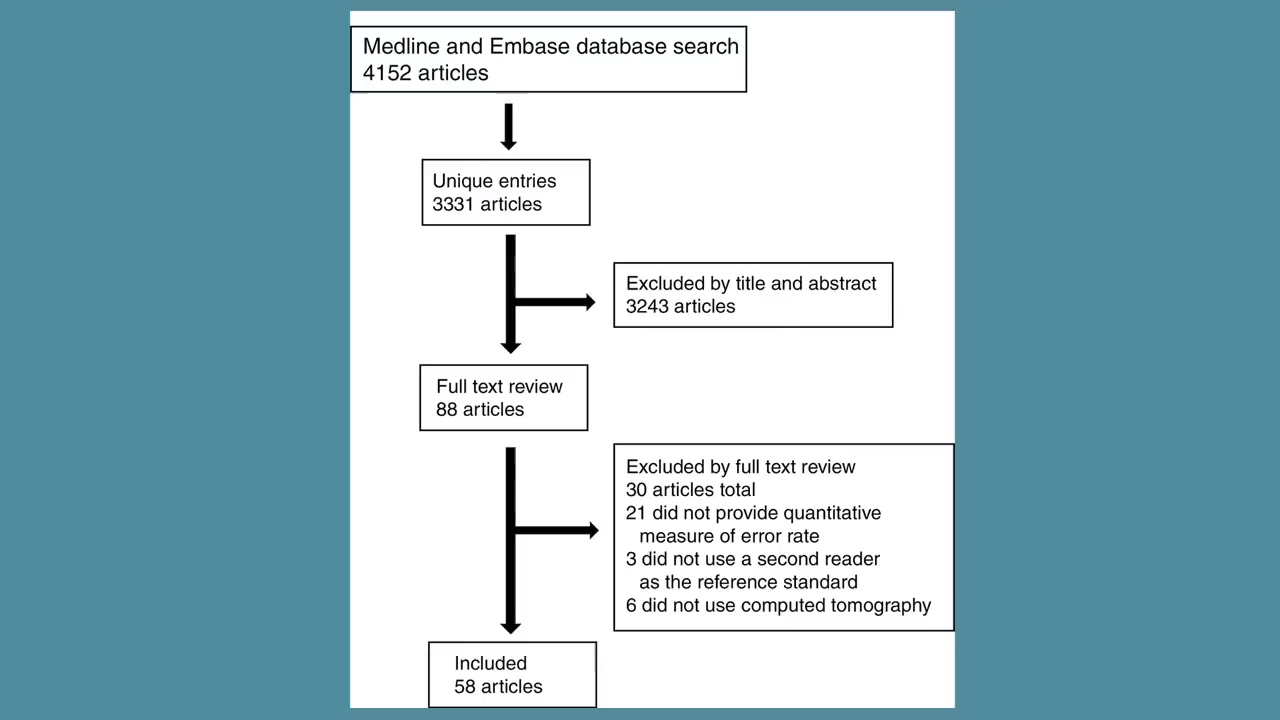 Medline and Embase database search
4152 articles
Unique entries
3331 articles
Excluded by title and abstract
3243 articles
Full text review
88 articles
Excluded by full text review
30 articles total
21 did not provide quantitative
measure of error rate
3 did not use a second reader
as the reference standard
6 did not use computed tomography
Included
58 articles